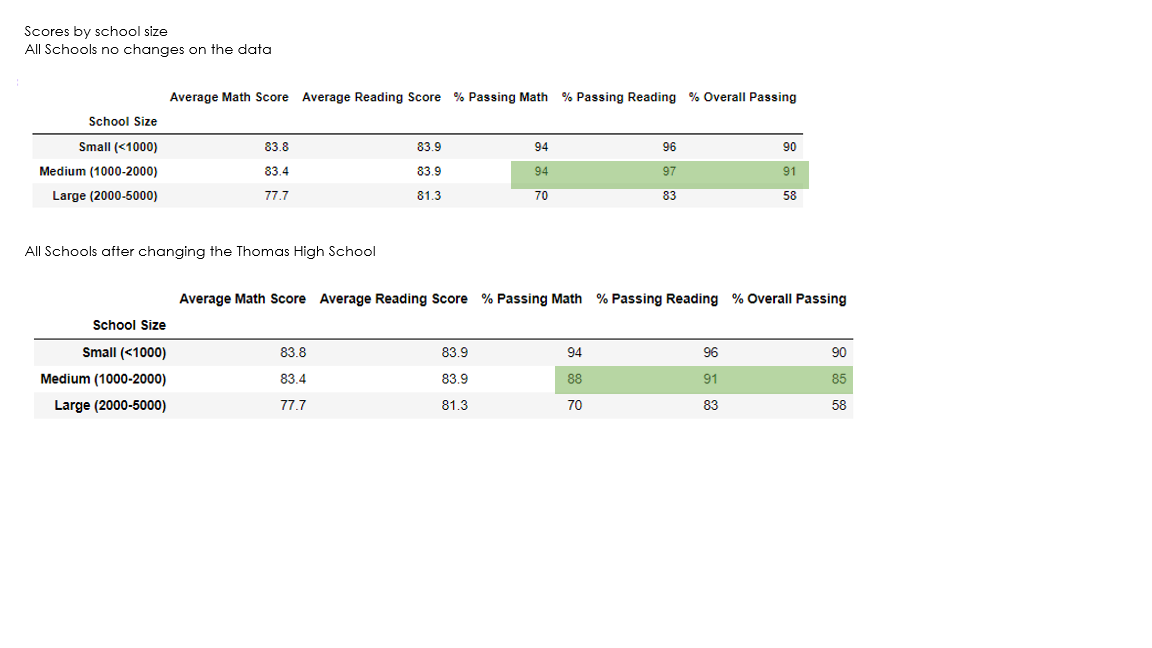 Scores by school size
All Schools no changes on the data
Average Math Score Average Reading Score % Passing Math % Passing Reading % Overall Passing
School Size
Small (<1000) 83.8 83.9 94 96 90
Medium (1000-2000) 83.4 83.9 94 97 91
Large (2000-5000) 77.7 81.3 70 83 58
All Schools after changing the Thomas High School
Average Math Score Average Reading Score % Passing Math % Passing Reading % Overall Passing
School Size
Small (<1000) 83.8 83.9 94 96 90
Medium (1000-2000) 83.4 83.9 88 91 85
Large (2000-5000) 77.7 81.3 70 83 58